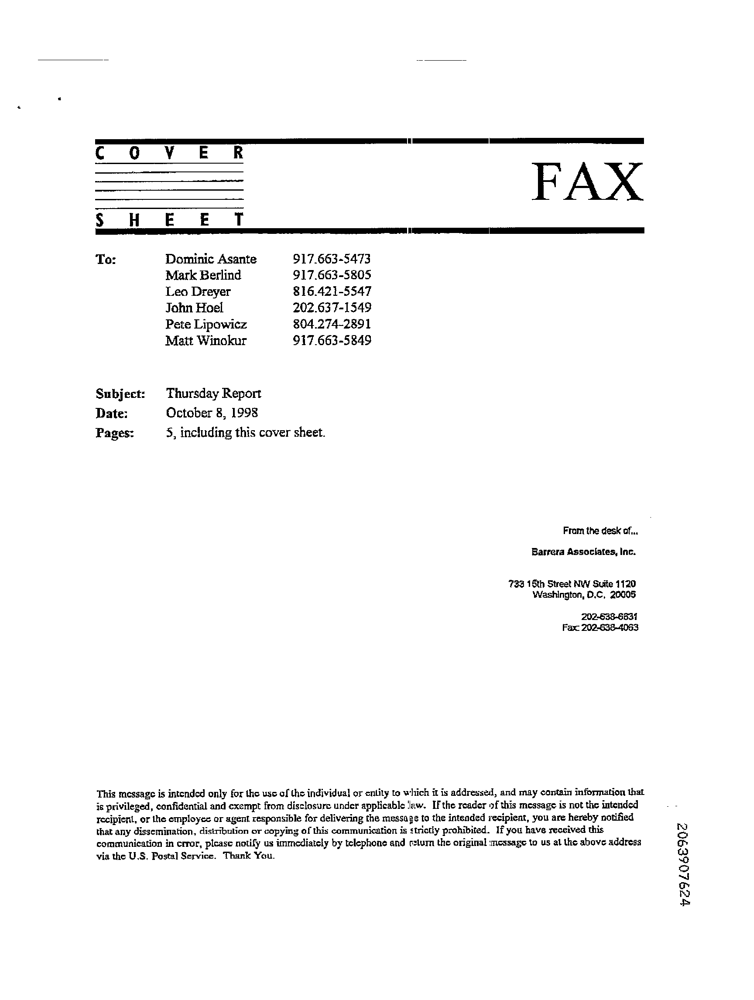 C O V E R
FAX
S H E E T
To: Dominic Asante 917.663-5473
Mark Berlind 917.663-5805
Leo Dreyer 816.421-5547
John Hoel 202.637-1549
Pete Lipowicz 804.274-2891
Matt Winokur 917.663-5849
Subject: Thursday Report
Date: October 8, 1998
Pages: 5, including this cover sheet.
From the desk of...
Barrera Associates, Inc.
733 15th Street NW Suite 1120
Washington, D.C. 20005
202-638-6631
Fax: 202-638-4063
This message is intended only for the use of the individual or entity to which it is addressed, and may contain information that
is privileged, confidential and exempt from disclosure under applicable law. If the reader of this message is not the intended
recipient, or the employee or agent responsible for delivering the message to the intended recipient, you are hereby notified
that any dissemination, distribution or copying of this communication is strictly prohibited. If you have received this
communication in error, please notify us immediately by telephone and return the original message to us at the above address
via the U.S. Postal Service. Thank You.
2063907624